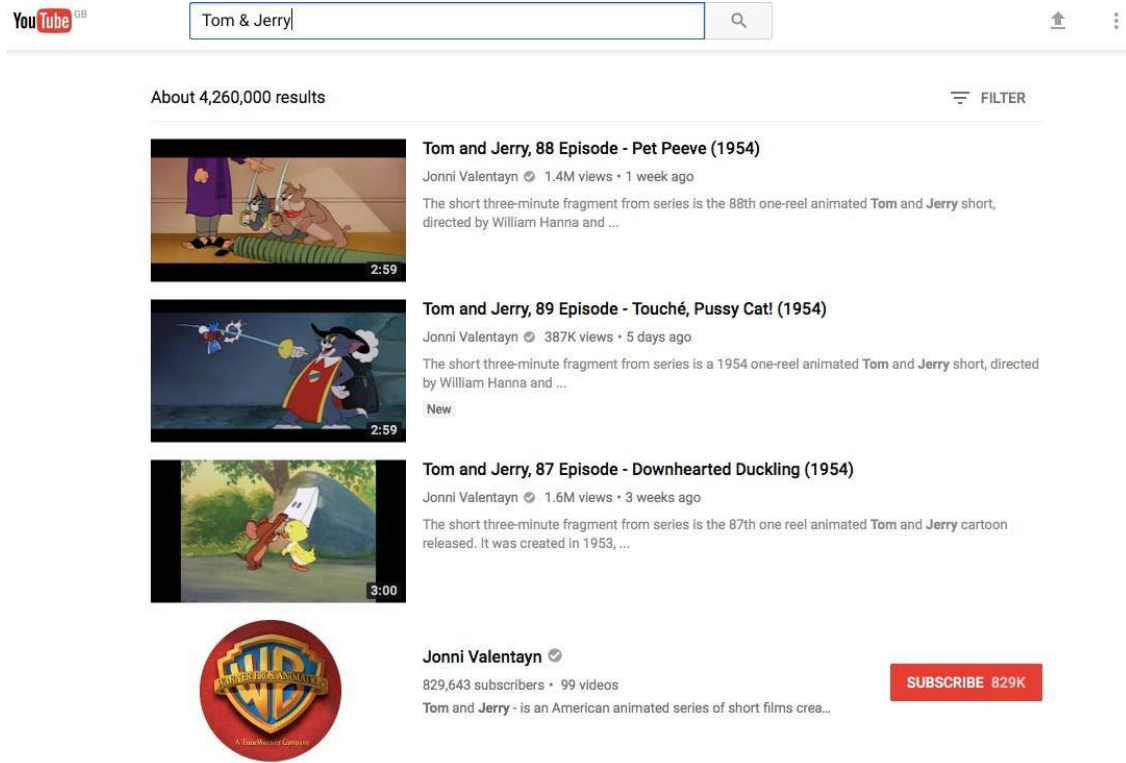 YouTube GB
Tom & Jerry
About 4,260,000 results
FILTER
Tom and Jerry, 88 Episode - Pet Peeve (1954)
Jonni Valentayn 1.4M views • 1 week ago
The short three-minute fragment from series is the 88th one-reel animated Tom and Jerry short,
directed by William Hanna and ...
2:59
Tom and Jerry, 89 Episode - Touché, Pussy Cat! (1954)
Jonni Valentayn 387K views • 5 days ago
The short three-minute fragment from series is a 1954 one-reel animated Tom and Jerry short, directed
by William Hanna and ...
New
2:59
Tom and Jerry, 87 Episode - Downhearted Duckling (1954)
Jonni Valentayn 1.6M views • 3 weeks ago
The short three-minute fragment from series is the 87th one reel animated Tom and Jerry cartoon
released. It was created in 1953, ...
3:00
WB
WARNER BROS. ANIMATION
A TimeWarner Company
Jonni Valentayn
829,643 subscribers • 99 videos
Tom and Jerry - is an American animated series of short films crea...
SUBSCRIBE 829K